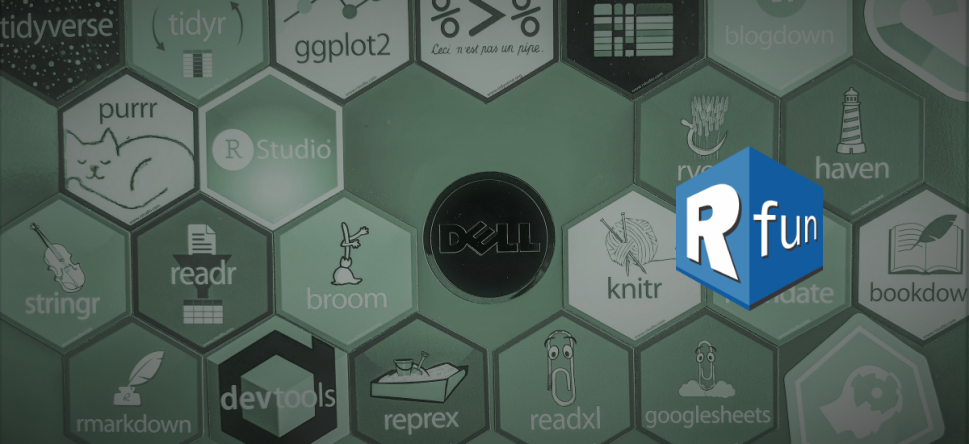 tidyverse
tidyr
ggplot2
% > %
Ceci n'est pas un pipe.
blogdown
purrr
R Studio
haven
R fun
DELL
stringr
readr
broom
knitr
bookdow
rmarkdown
devtools
reprex
readxl
googlesheets